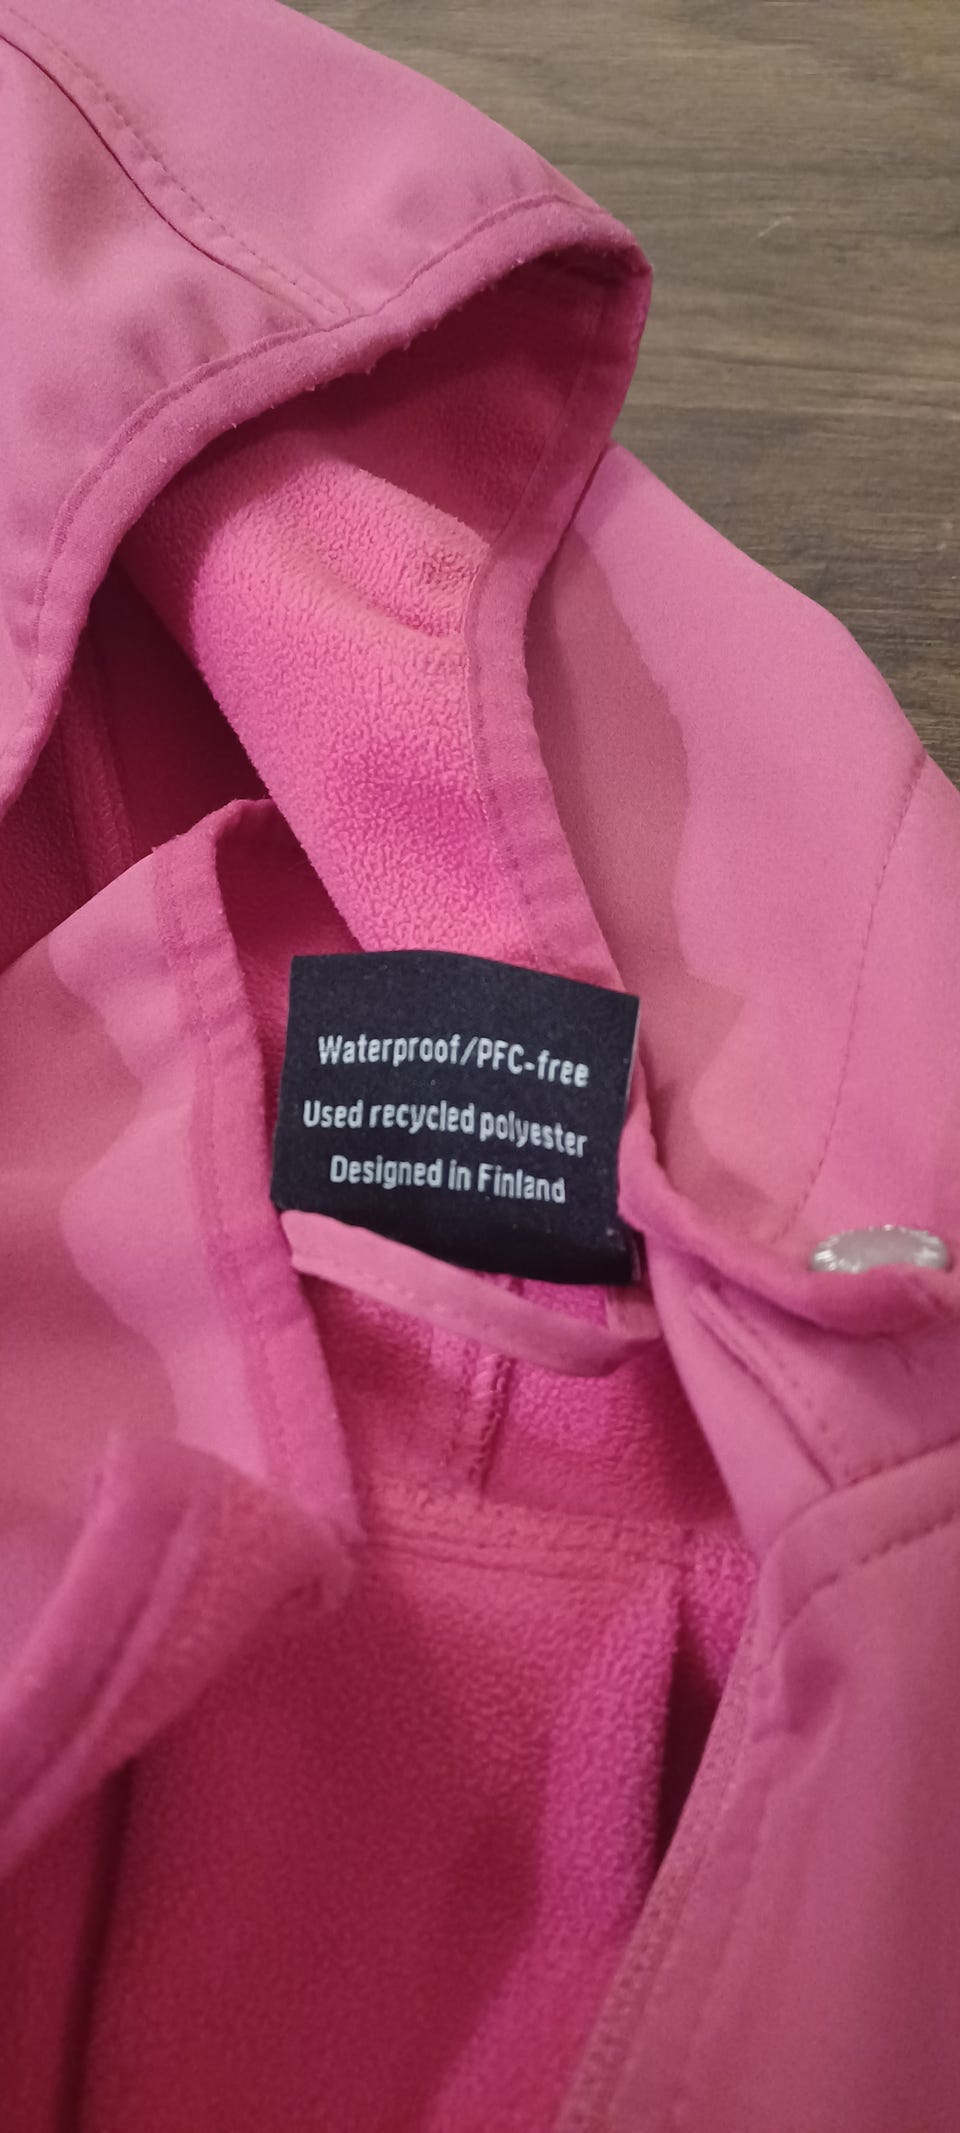 Waterproof/PFC-free
Used recycled polyester
Designed in Finland